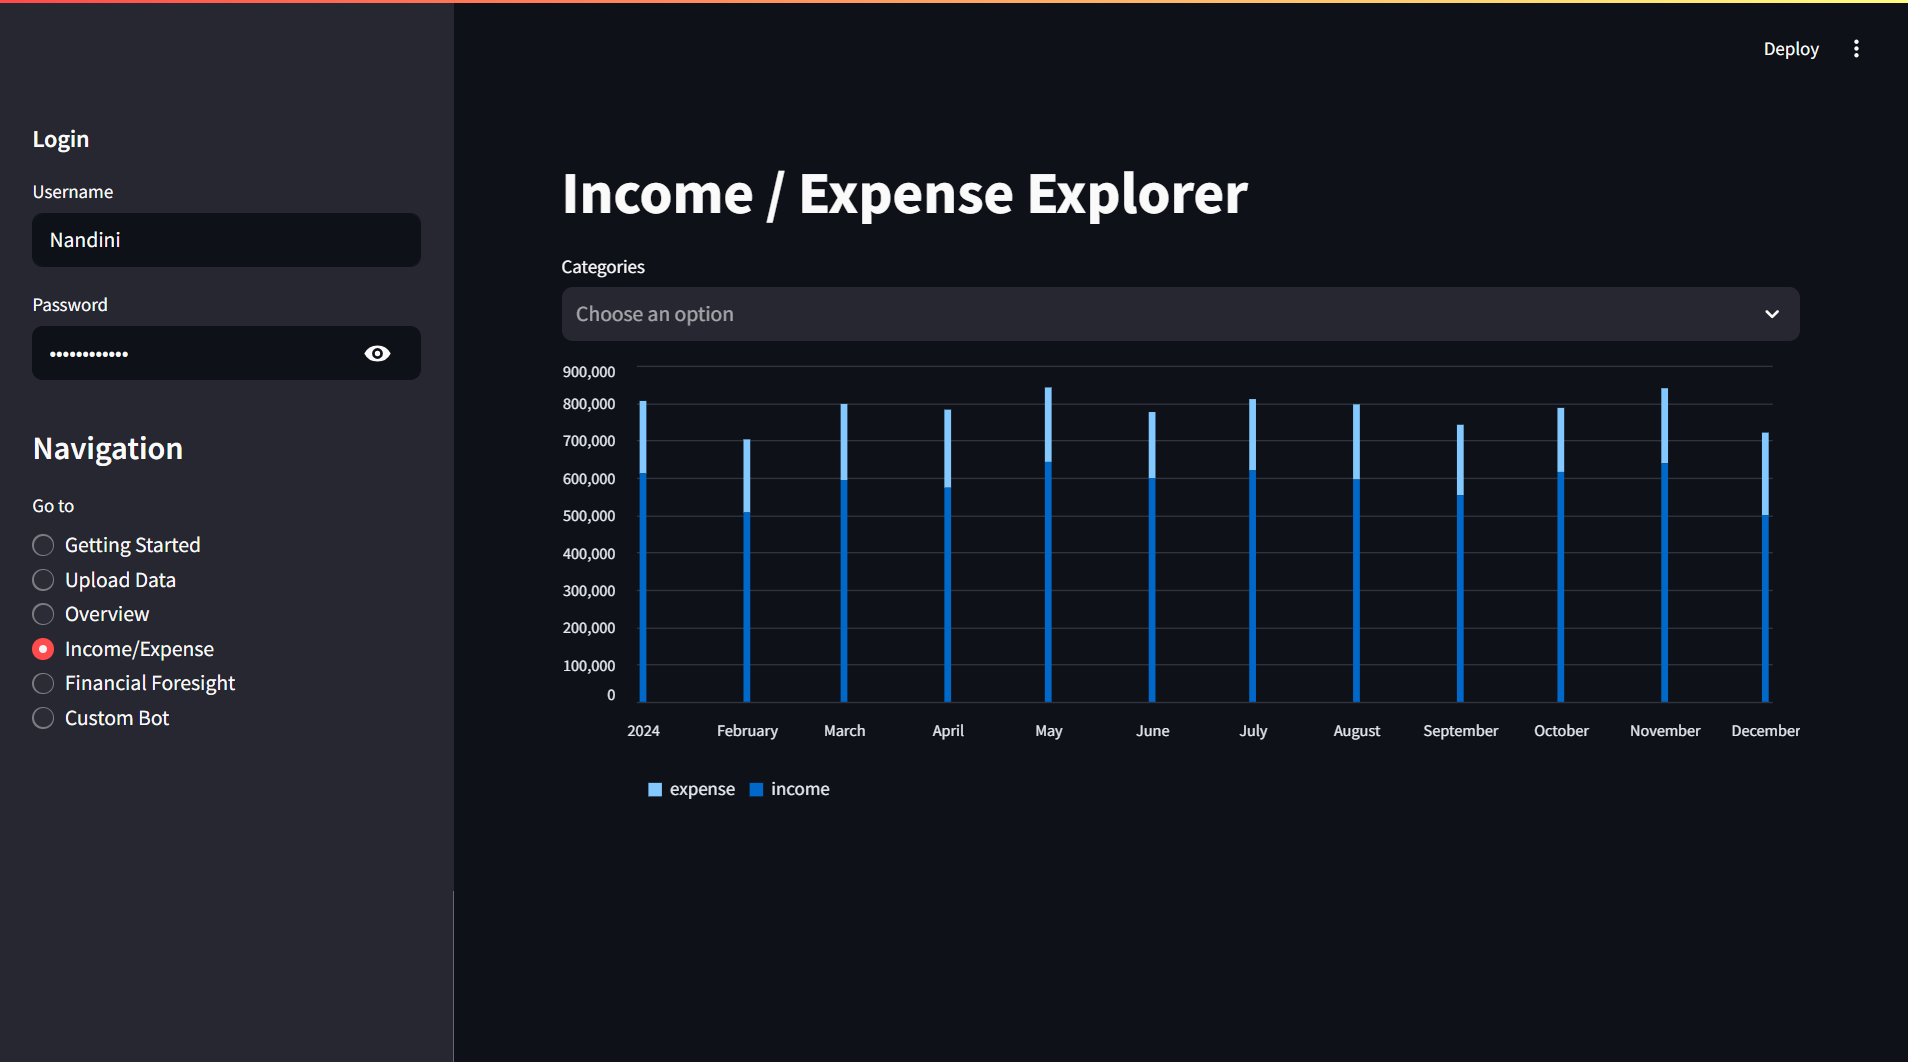 Deploy
Login
Username
Nandini
Password
••••••••••••
Navigation
Go to
Getting Started
Upload Data
Overview
Income/Expense
Financial Foresight
Custom Bot
Income / Expense Explorer
Categories
Choose an option
900,000
800,000
700,000
600,000
500,000
400,000
300,000
200,000
100,000
0
2024 February March April May June July August September October November December
expense income